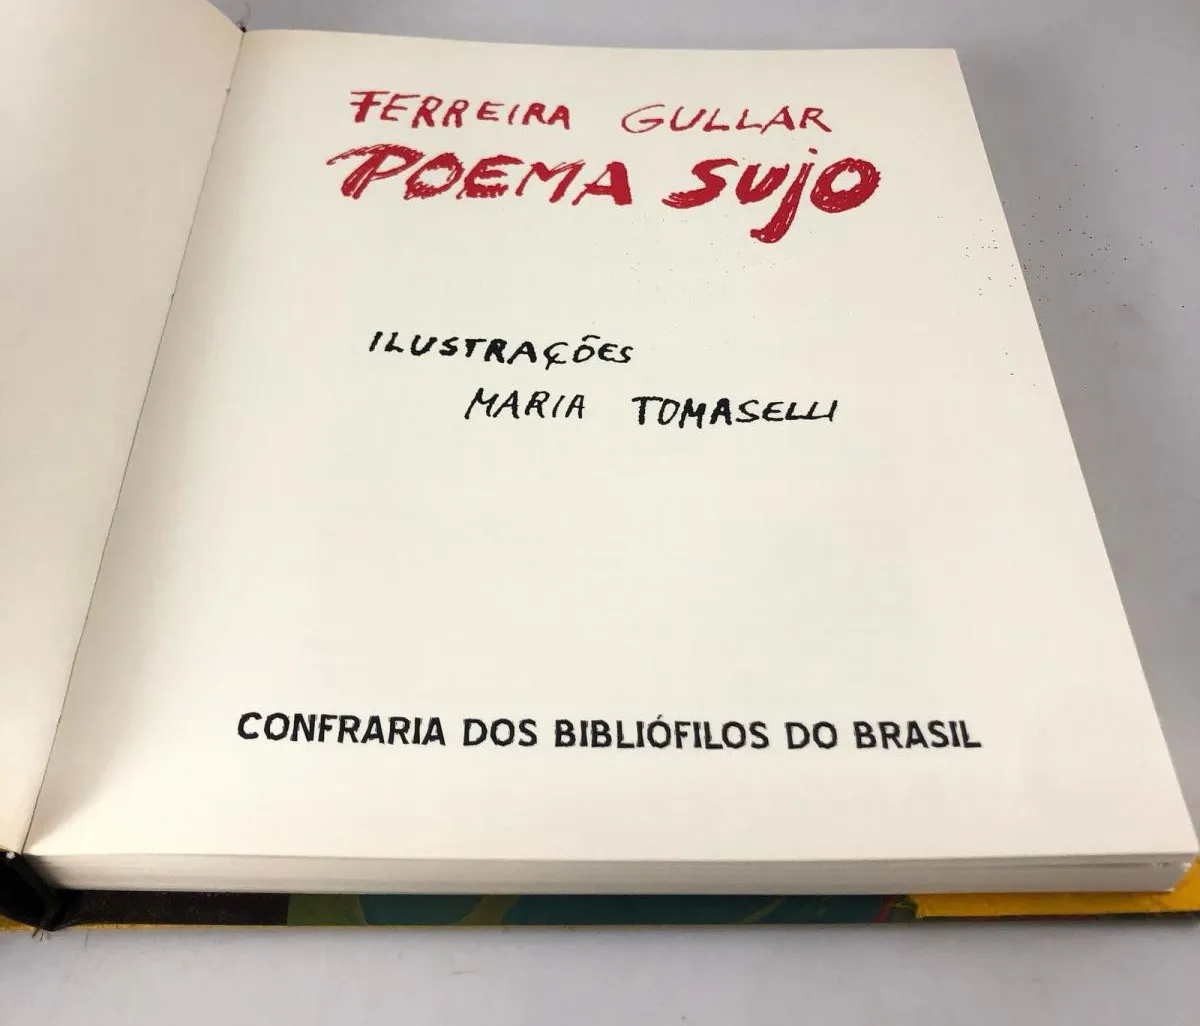 FERREIRA GULLAR
POEMA SUJO
ILUSTRAÇÕES
MARIA TOMASELLI
CONFRARIA DOS BIBLIÓFILOS DO BRASIL